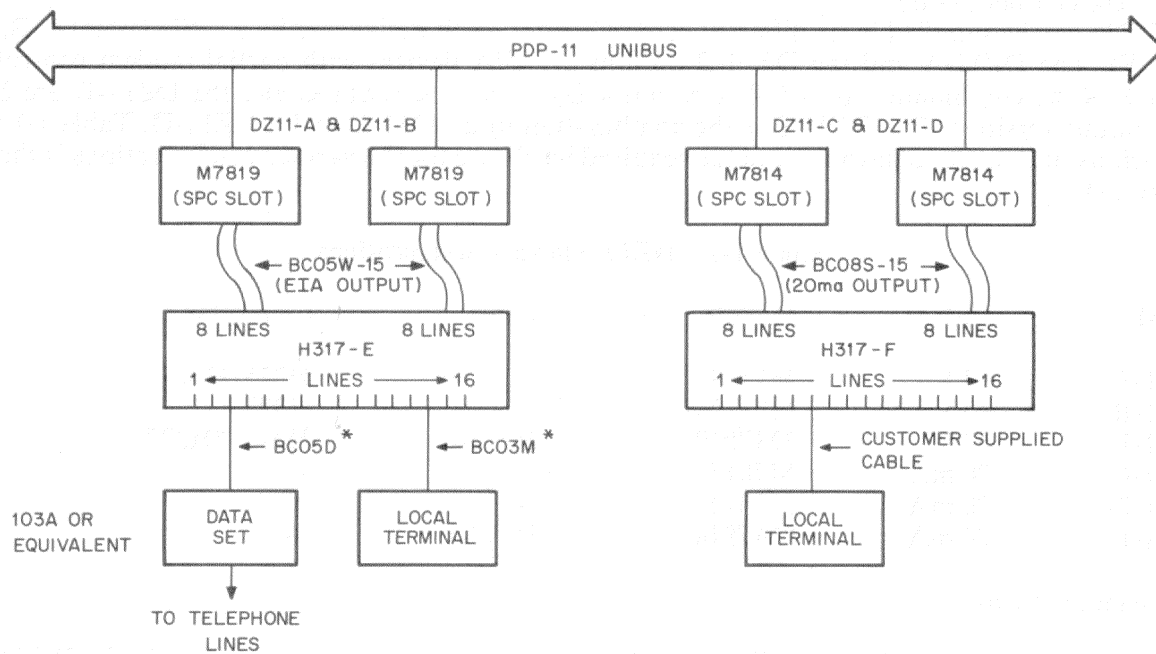 PDP-11 UNIBUS
DZ11-A & DZ11-B
DZ11-C & DZ11-D
M7819
(SPC SLOT)
M7819
(SPC SLOT)
M7814
(SPC SLOT)
M7814
(SPC SLOT)
BC05W-15
(EIA OUTPUT)
BC08S-15
(20ma OUTPUT)
8 LINES
8 LINES
H317-E
1 LINES 16
8 LINES
8 LINES
H317-F
1 LINES 16
BC05D*
BC03M*
CUSTOMER SUPPLIED
CABLE
103A OR
EQUIVALENT
DATA
SET
LOCAL
TERMINAL
LOCAL
TERMINAL
TO TELEPHONE
LINES